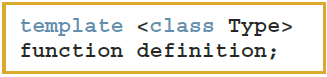 template <class Type>
function definition;